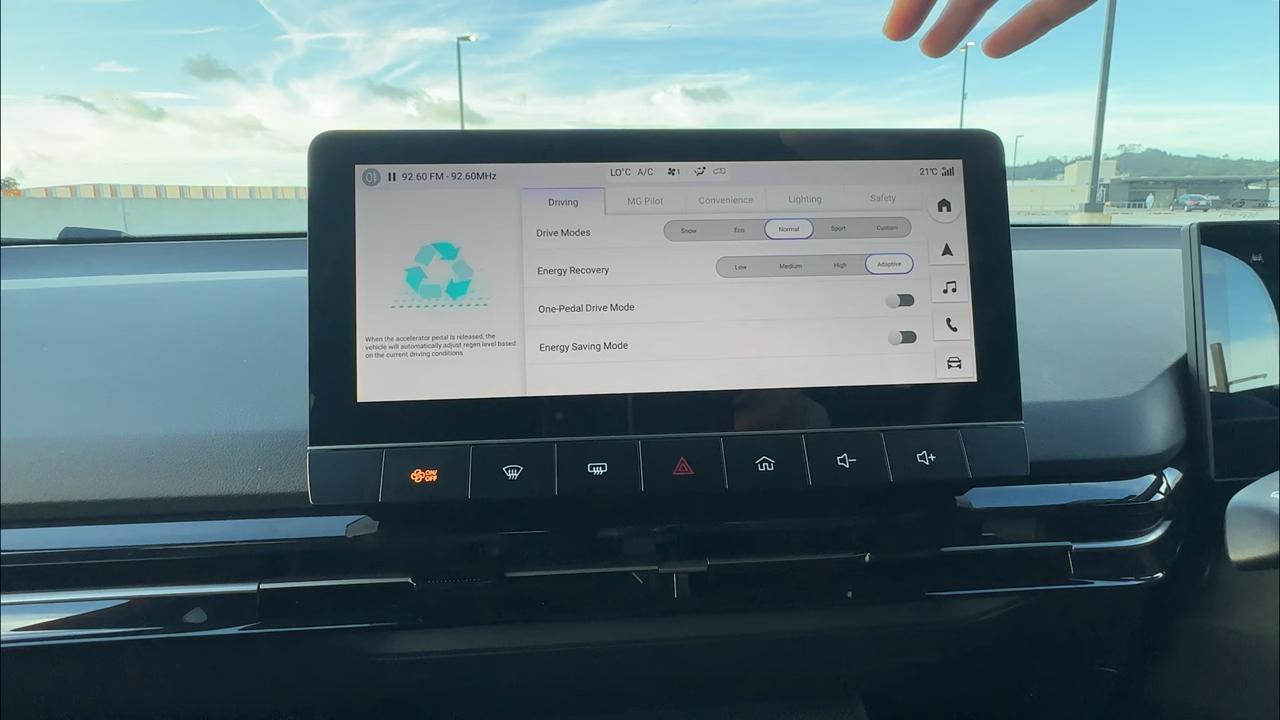 92.60 FM - 92.60MHz
LO°C A/C 1
21°C
Driving MG Pilot Convenience Lighting Safety
Drive Modes Snow Eco Normal Sport Custom
Energy Recovery Low Medium High Adaptive
One-Pedal Drive Mode
Energy Saving Mode
When the accelerator pedal is released, the
vehicle will automatically adjust regen level based
on the current driving conditions
ON/
OFF